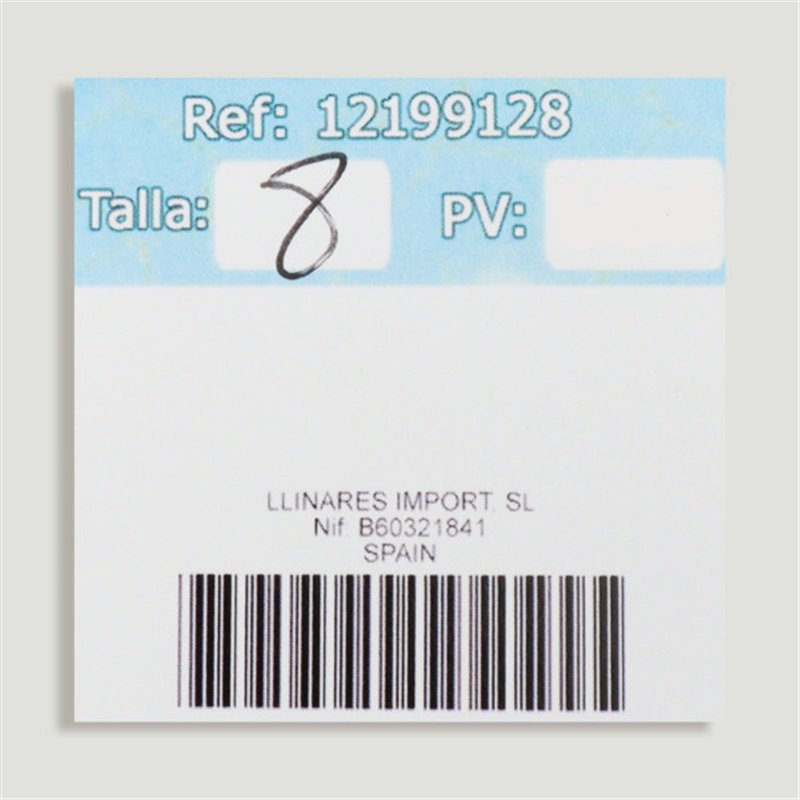 Ref: 12199128
Talla: 8 PV:
LLINARES IMPORT, SL
Nif: B60321841
SPAIN